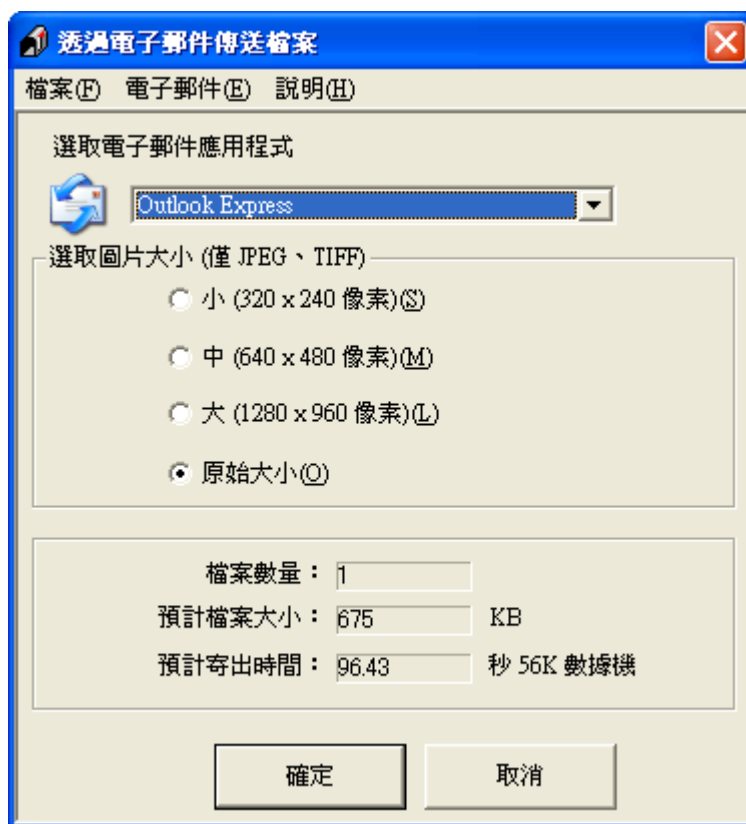 透過電子郵件傳送檔案
檔案(F) 電子郵件(E) 說明(H)
選取電子郵件應用程式
Outlook Express
選取圖片大小 (僅 JPEG、TIFF)
小 (320 x 240 像素)(S)
中 (640 x 480 像素)(M)
大 (1280 x 960 像素)(L)
原始大小(O)
檔案數量： 1
預計檔案大小： 675 KB
預計寄出時間： 96.43 秒 56K 數據機
確定 取消